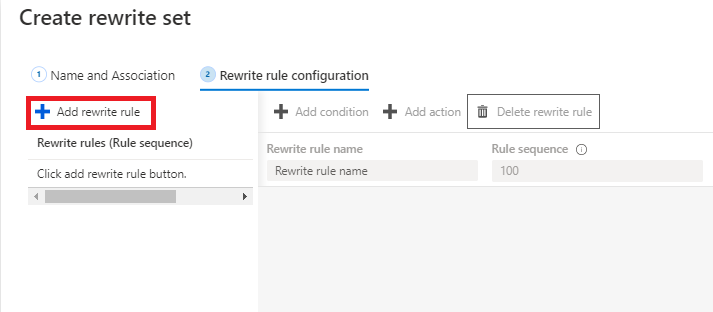 Create rewrite set
1 Name and Association
2 Rewrite rule configuration
Add rewrite rule
Add condition
Add action
Delete rewrite rule
Rewrite rules (Rule sequence)
Click add rewrite rule button.
Rewrite rule name
Rule sequence
Rewrite rule name
100